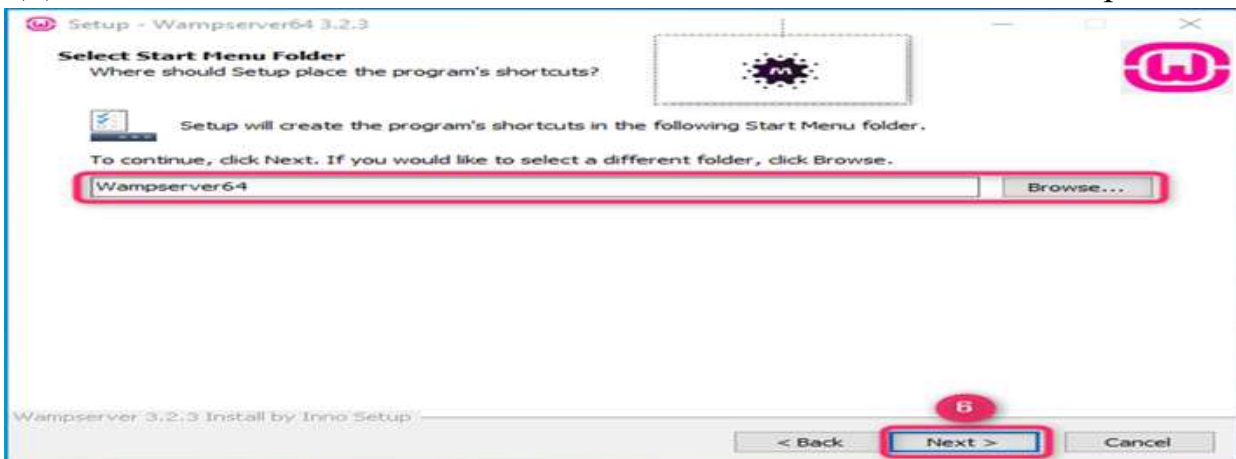 Setup - Wampserver64 3.2.3
Select Start Menu Folder
Where should Setup place the program's shortcuts?
Setup will create the program's shortcuts in the following Start Menu folder.
To continue, click Next. If you would like to select a different folder, click Browse.
Wampserver64 Browse...
Wampserver 3.2.3 Install by Inno Setup
6
< Back Next > Cancel